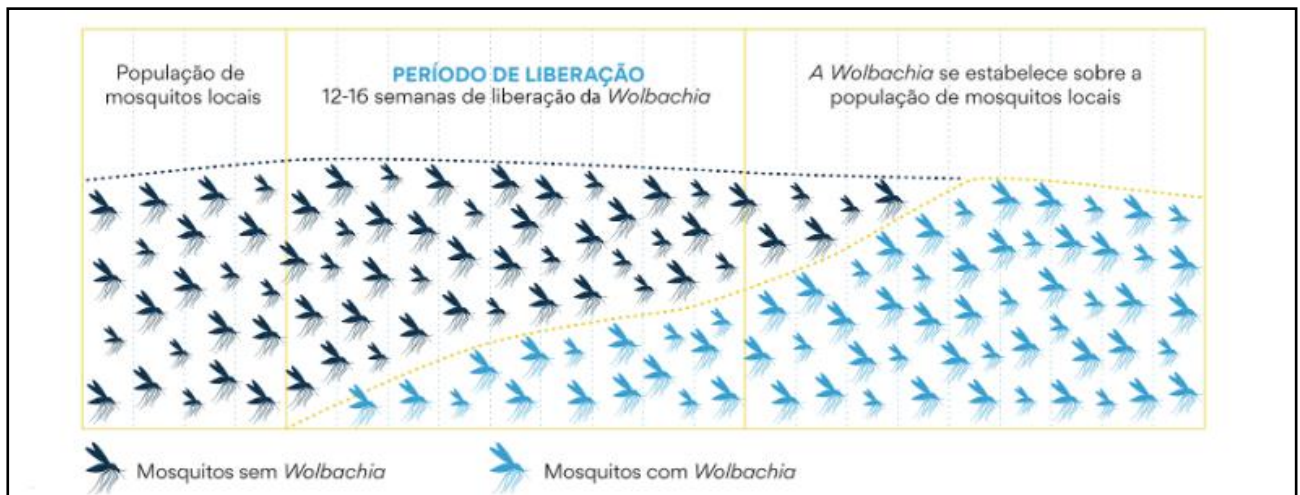 População de
mosquitos locais
PERÍODO DE LIBERAÇÃO
12-16 semanas de liberação da Wolbachia
A Wolbachia se estabelece sobre a
população de mosquitos locais
Mosquitos sem Wolbachia
Mosquitos com Wolbachia